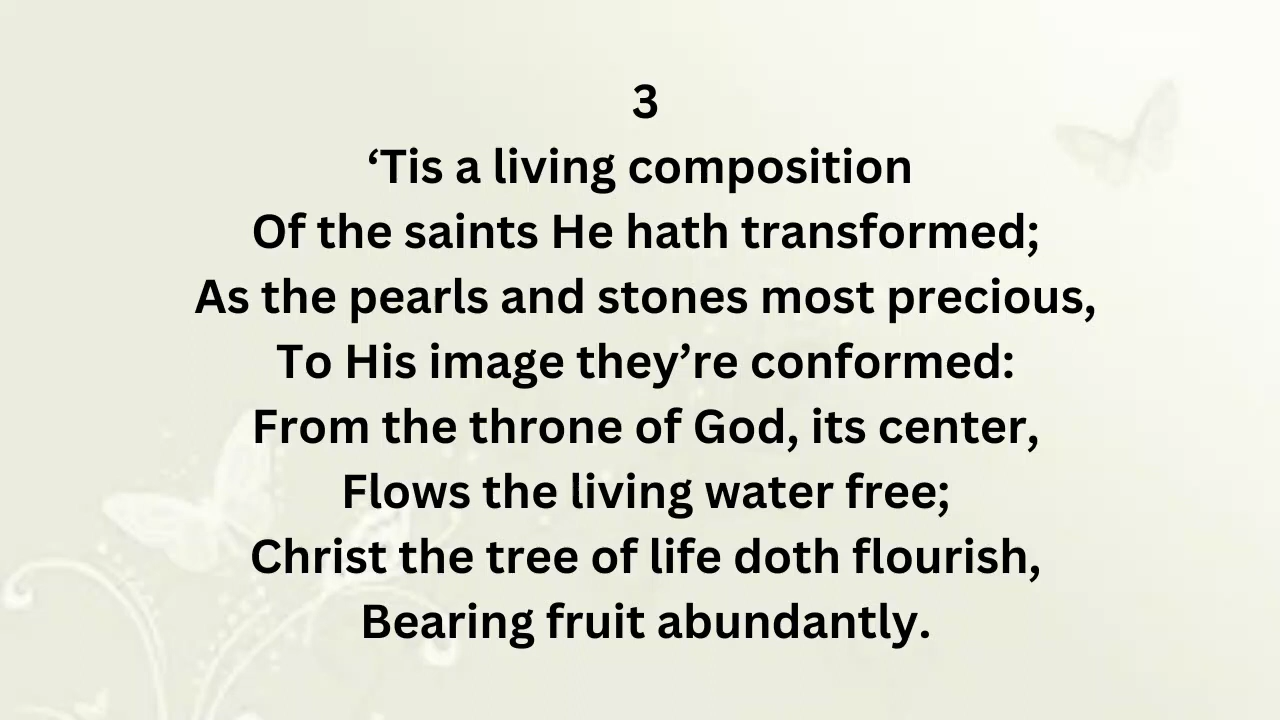 3
‘Tis a living composition
Of the saints He hath transformed;
As the pearls and stones most precious,
To His image they’re conformed:
From the throne of God, its center,
Flows the living water free;
Christ the tree of life doth flourish,
Bearing fruit abundantly.